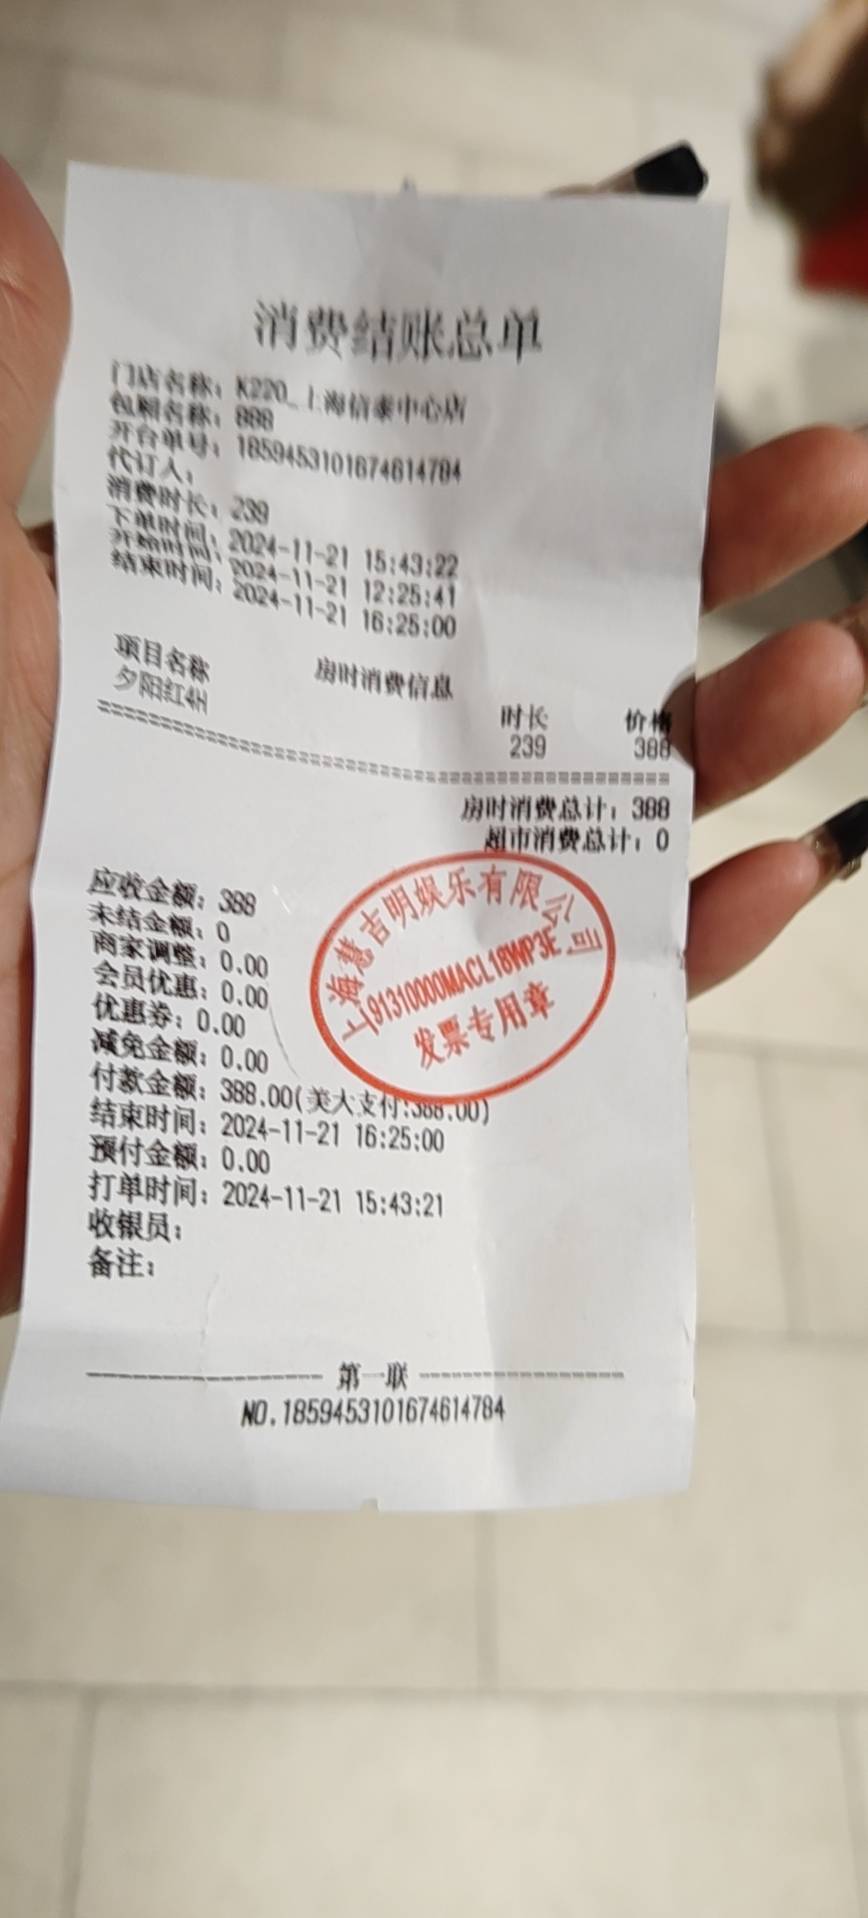 消费结账总单
门店名称：K220_上海信泰中心店
包厢名称：888
开台单号：1859453101674614784
代订人：
消费时长：239
下单时间：2024-11-21 15:43:22
开始时间：2024-11-21 12:25:41
结束时间：2024-11-21 16:25:00
房时消费信息
项目名称 时长 价格
夕阳红4H 239 388
================================================
房时消费总计：388
超市消费总计：0
应收金额：388
未结金额：0
商家调整：0.00
会员优惠：0.00
优惠券：0.00
减免金额：0.00
付款金额：388.00(美大支付:388.00)
结束时间：2024-11-21 16:25:00
预付金额：0.00
打单时间：2024-11-21 15:43:21
收银员：
备注：
上海慧吉明娱乐有限公司
91310000MACL18WP3E
发票专用章
---------------- 第一联 ----------------
NO.1859453101674614784